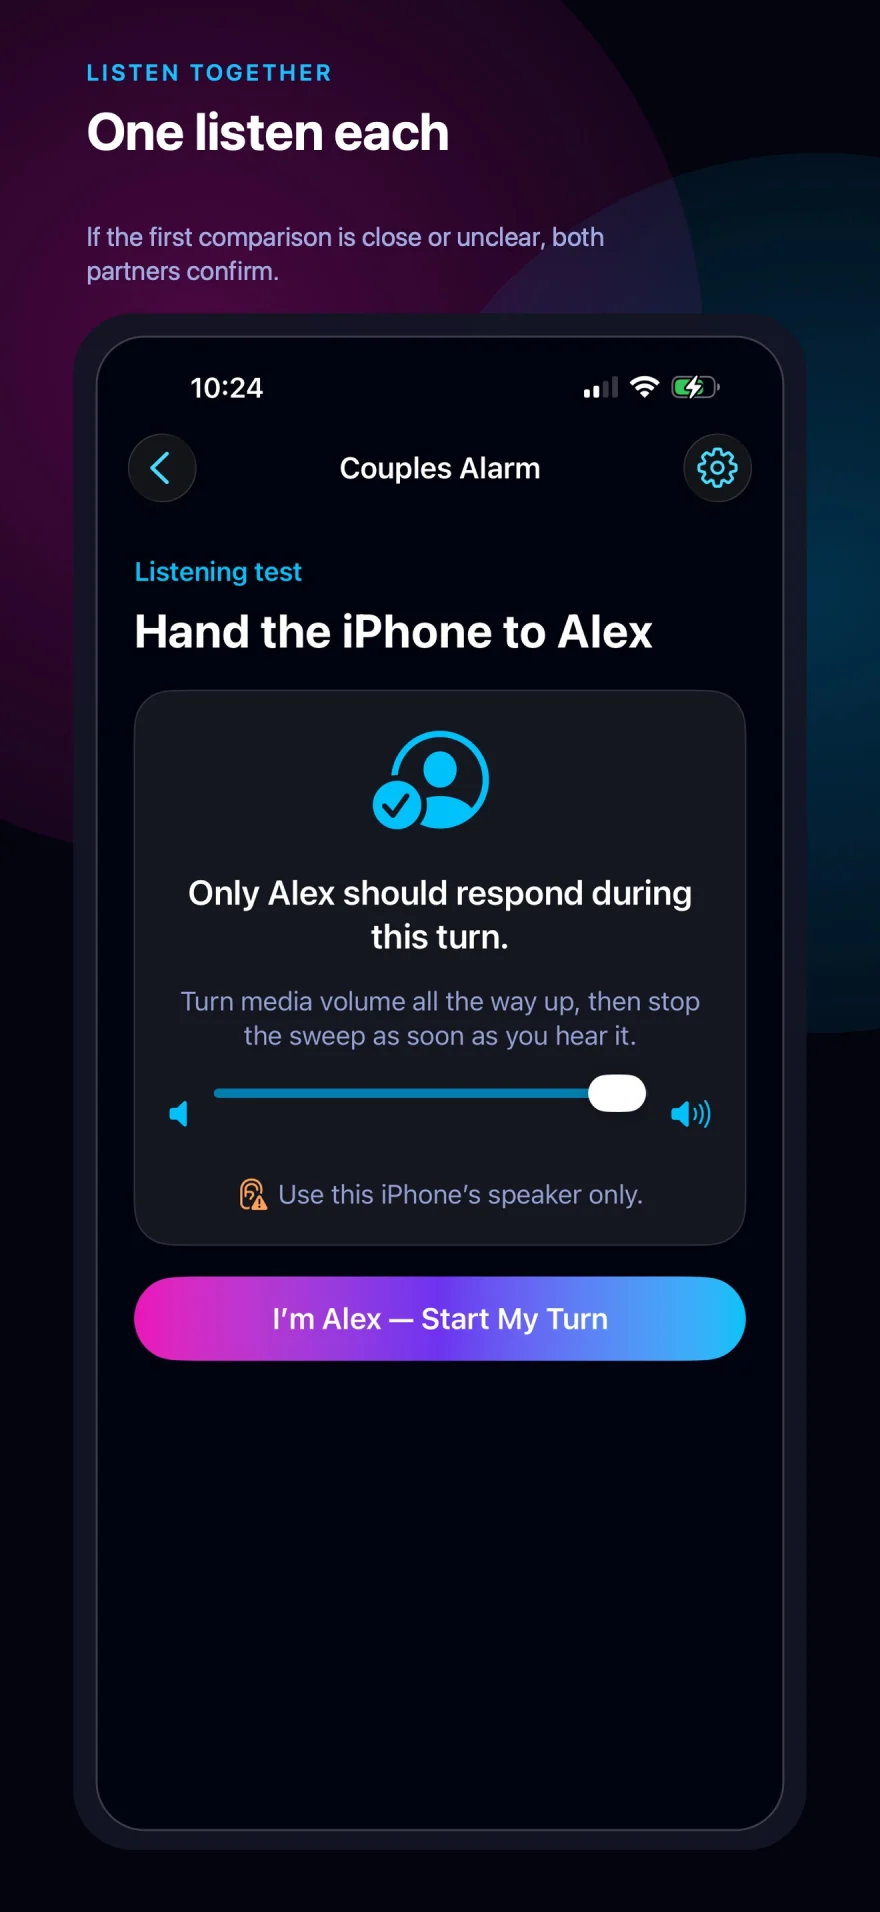 LISTEN TOGETHER
One listen each
If the first comparison is close or unclear, both
partners confirm.
10:24
Couples Alarm
Listening test
Hand the iPhone to Alex
Only Alex should respond during
this turn.
Turn media volume all the way up, then stop
the sweep as soon as you hear it.
Use this iPhone’s speaker only.
I’m Alex — Start My Turn